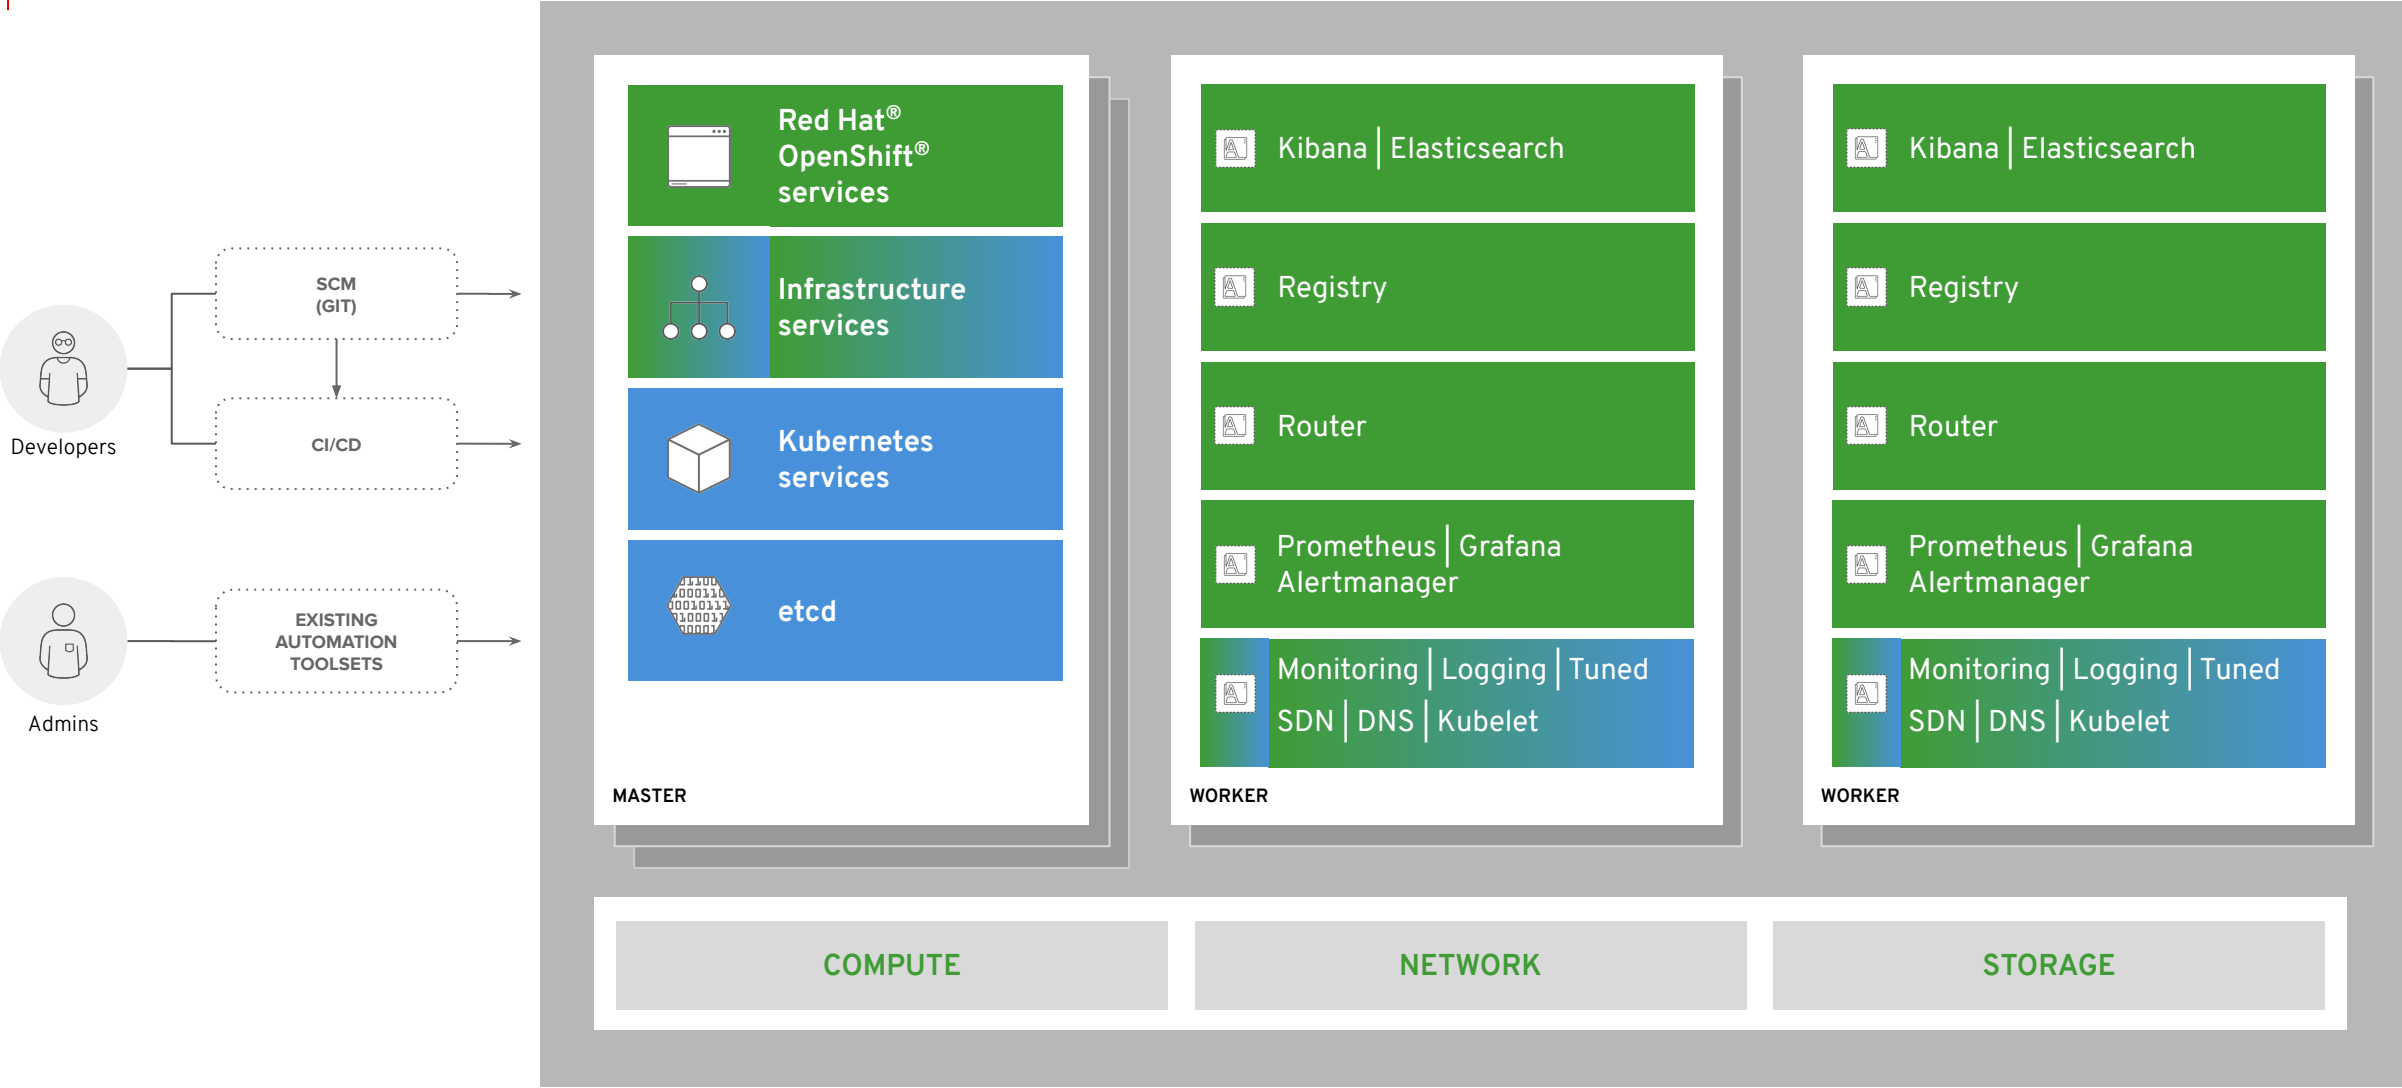 Developers
SCM
(GIT)
CI/CD
Admins
EXISTING
AUTOMATION
TOOLSETS
Red Hat®
OpenShift®
services
Infrastructure
services
Kubernetes
services
etcd
MASTER
Kibana | Elasticsearch
Registry
Router
Prometheus | Grafana
Alertmanager
Monitoring | Logging | Tuned
SDN | DNS | Kubelet
WORKER
Kibana | Elasticsearch
Registry
Router
Prometheus | Grafana
Alertmanager
Monitoring | Logging | Tuned
SDN | DNS | Kubelet
WORKER
COMPUTE
NETWORK
STORAGE